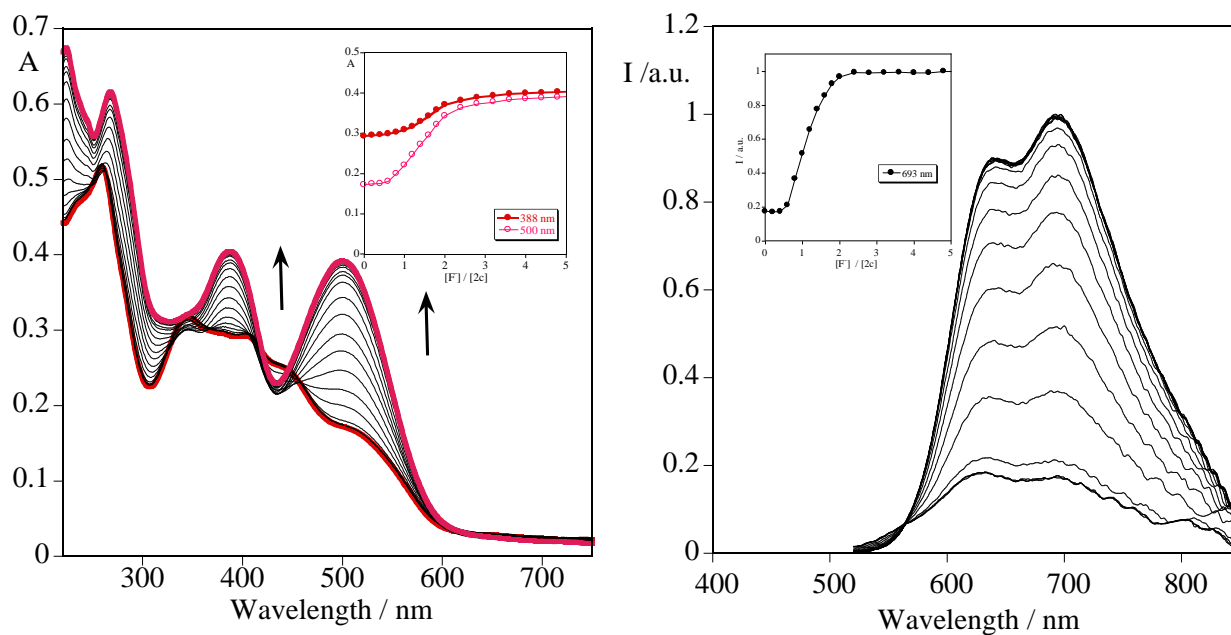 0.7
A
0.6
0.5
0.4
0.3
0.2
0.1
0
300 400 500 600 700
Wavelength / nm
0.5
A
0.4
0.3
0.2
0.1
0
0 1 2 3 4 5
[F-] / [2c]
388 nm
500 nm
1.2
I /a.u.
1
0.8
0.6
0.4
0.2
0
400 500 600 700 800
Wavelength / nm
1
0.8
0.6
0.4
0.2
0
I / a.u.
0 1 2 3 4 5
[F-] / [2c]
693 nm